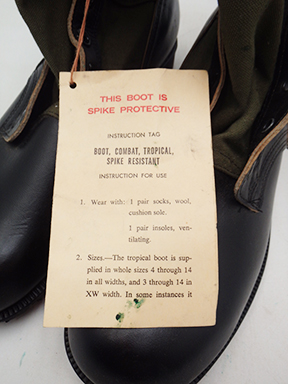 THIS BOOT IS
SPIKE PROTECTIVE
INSTRUCTION TAG
BOOT, COMBAT, TROPICAL,
SPIKE RESISTANT
INSTRUCTION FOR USE
1. Wear with: 1 pair socks, wool,
cushion sole.
1 pair insoles, ven-
tilating.
2. Sizes.—The tropical boot is sup-
plied in whole sizes 4 through 14
in all widths, and 3 through 14 in
XW width. In some instances it